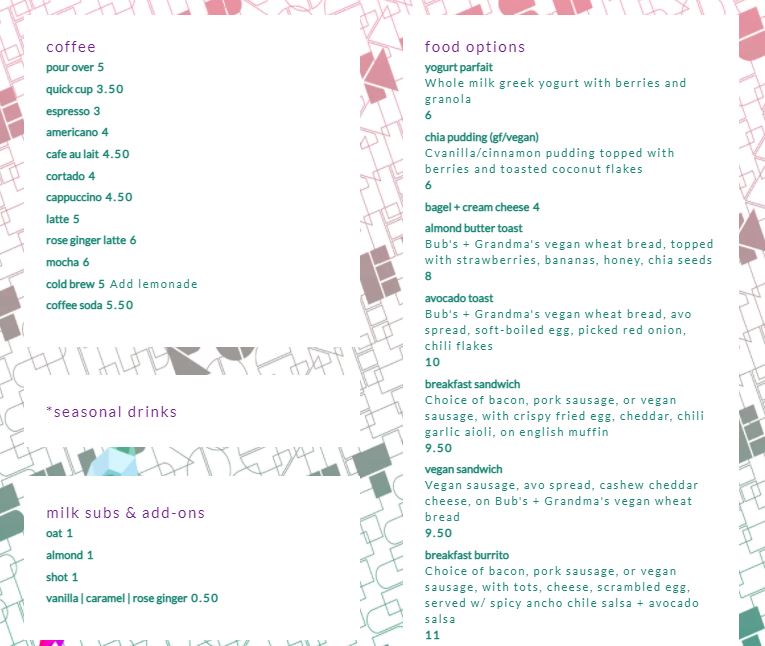 coffee
pour over 5
quick cup 3.50
espresso 3
americano 4
cafe au lait 4.50
cortado 4
cappuccino 4.50
latte 5
rose ginger latte 6
mocha 6
cold brew 5 Add lemonade
coffee soda 5.50
*seasonal drinks
milk subs & add-ons
oat 1
almond 1
shot 1
vanilla | caramel | rose ginger 0.50
food options
yogurt parfait
Whole milk greek yogurt with berries and
granola
6
chia pudding (gf/vegan)
Cvanilla/cinnamon pudding topped with
berries and toasted coconut flakes
6
bagel + cream cheese 4
almond butter toast
Bub's + Grandma's vegan wheat bread, topped
with strawberries, bananas, honey, chia seeds
8
avocado toast
Bub's + Grandma's vegan wheat bread, avo
spread, soft-boiled egg, picked red onion,
chili flakes
10
breakfast sandwich
Choice of bacon, pork sausage, or vegan
sausage, with crispy fried egg, cheddar, chili
garlic aioli, on english muffin
9.50
vegan sandwich
Vegan sausage, avo spread, cashew cheddar
cheese, on Bub's + Grandma's vegan wheat
bread
9.50
breakfast burrito
Choice of bacon, pork sausage, or vegan
sausage, with tots, cheese, scrambled egg,
served w/ spicy ancho chile salsa + avocado
salsa
11